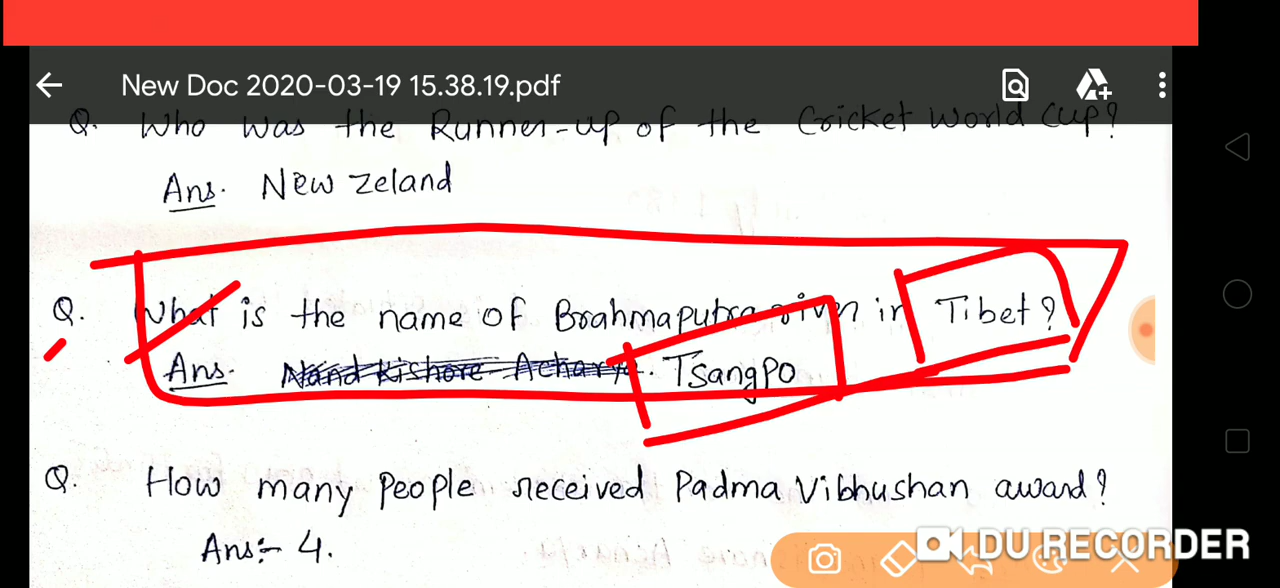 New Doc 2020-03-19 15.38.19.pdf
Q. Who was the Runner-up of the Cricket World Cup?
Ans. New Zeland
Q. What is the name of Brahmaputra river in Tibet?
Ans. Nand Kishore Acharya. TsangPo
Q. How many People received Padma Vibhushan award?
Ans:- 4.
DU RECORDER